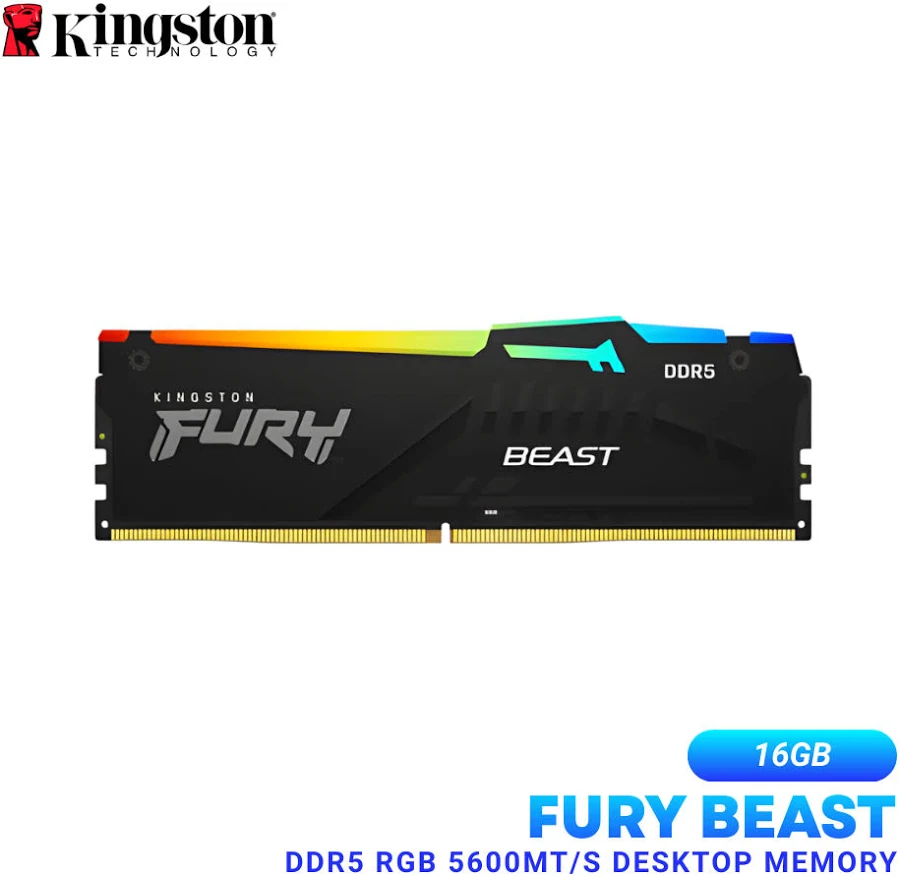 Kingston
TECHNOLOGY
DDR5
KINGSTON
FURY
BEAST
16GB
FURY BEAST
DDR5 RGB 5600MT/S DESKTOP MEMORY